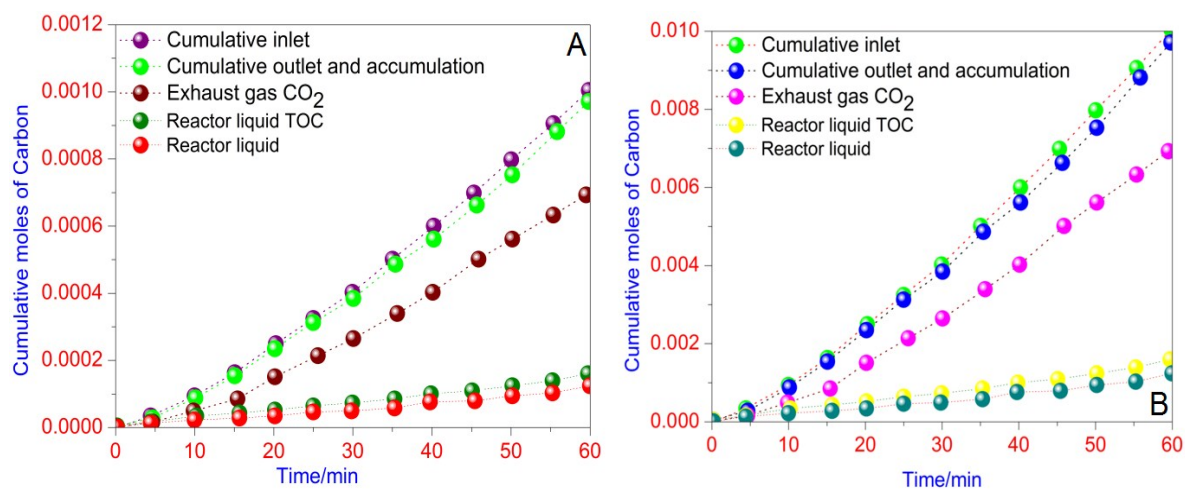 A
Cumulative inlet
Cumulative outlet and accumulation
Exhaust gas CO2
Reactor liquid TOC
Reactor liquid
Cumulative moles of Carbon
0.0012
0.0010
0.0008
0.0006
0.0004
0.0002
0.0000
0 10 20 30 40 50 60
Time/min
B
Cumulative inlet
Cumulative outlet and accumulation
Exhaust gas CO2
Reactor liquid TOC
Reactor liquid
Cumulative moles of Carbon
0.010
0.008
0.006
0.004
0.002
0.000
0 10 20 30 40 50 60
Time/min